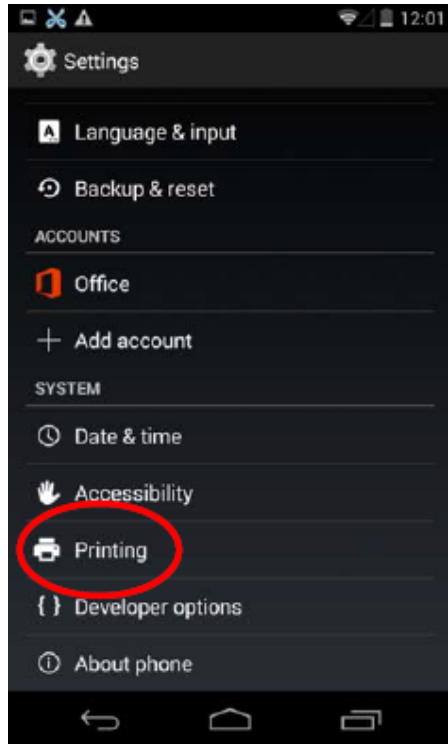 12:01
Settings
Language & input
Backup & reset
ACCOUNTS
Office
Add account
SYSTEM
Date & time
Accessibility
Printing
{ } Developer options
About phone